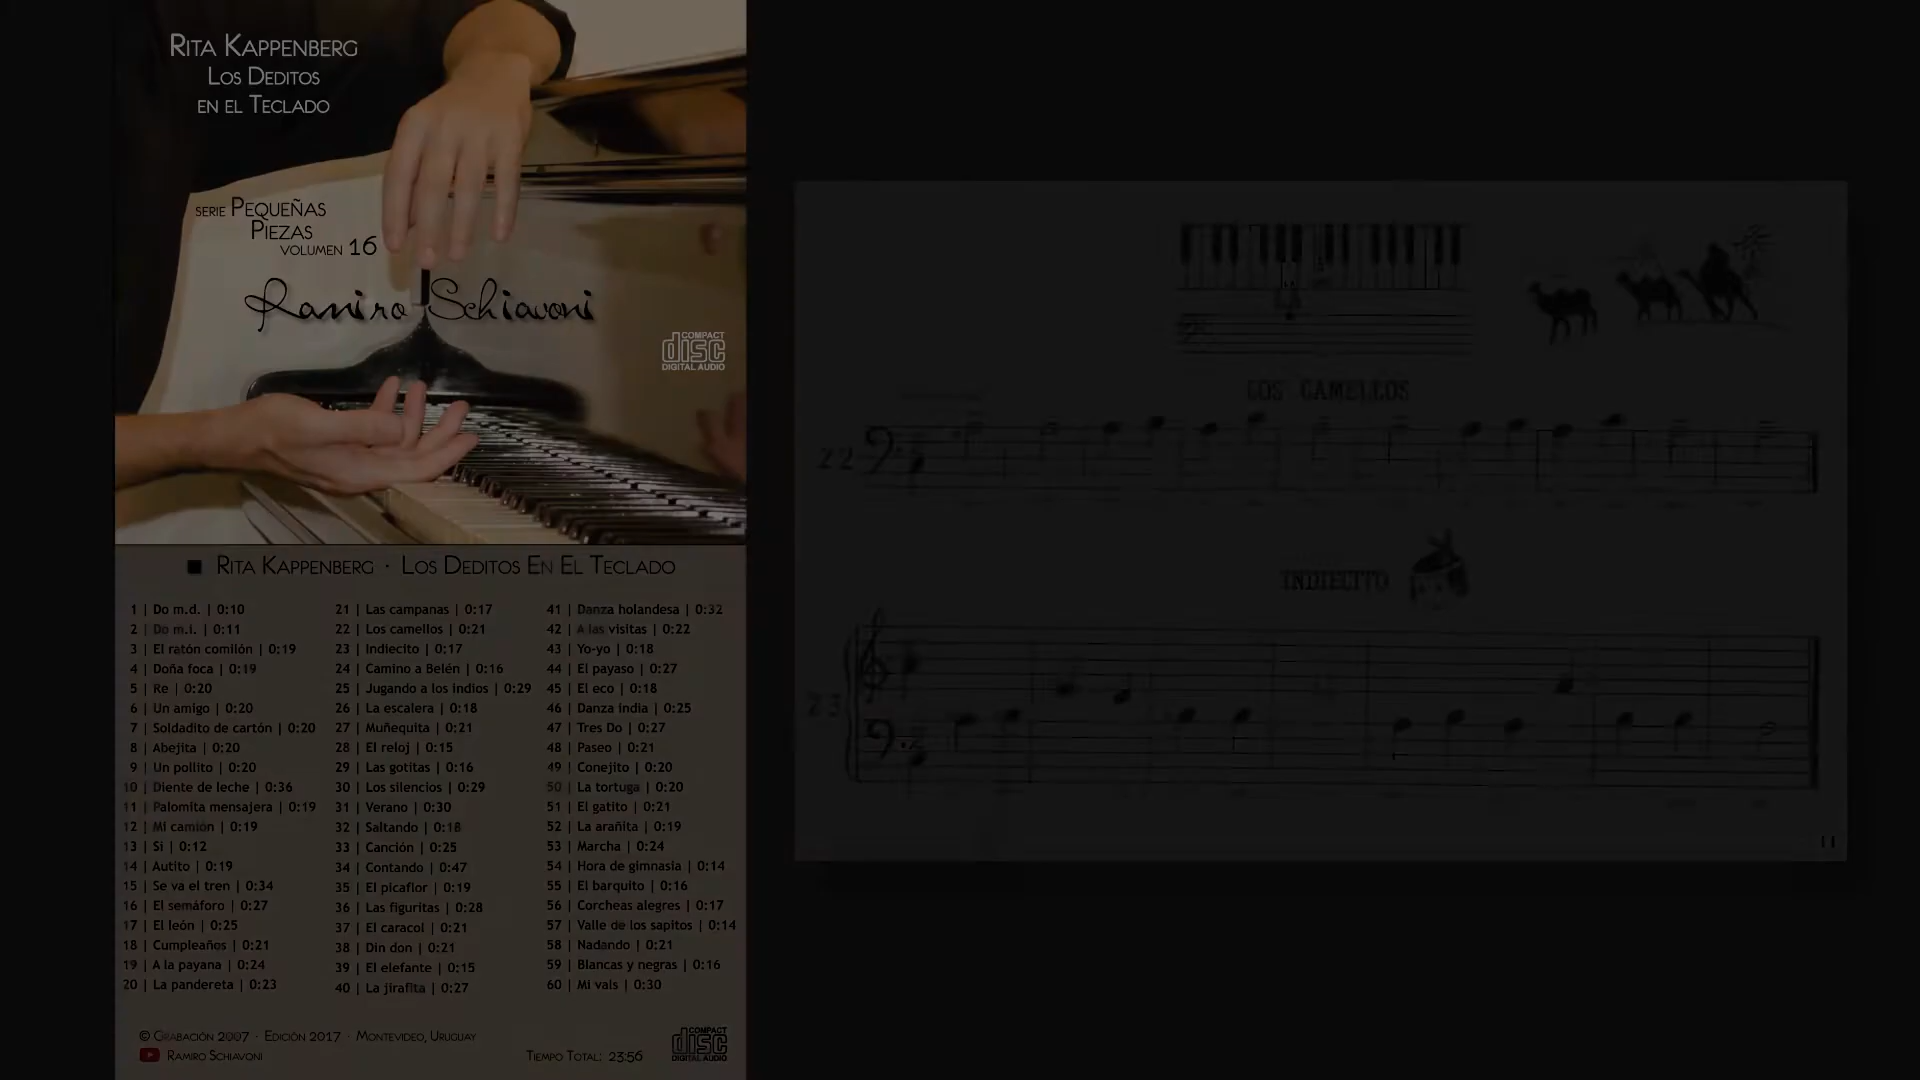 RITA KAPPENBERG
LOS DEDITOS
EN EL TECLADO
SERIE PEQUEÑAS
PIEZAS
VOLUMEN 16
Ramiro Schiavoni
COMPACT
disc
DIGITAL AUDIO
■ RITA KAPPENBERG · LOS DEDITOS EN EL TECLADO
1 | Do m.d. | 0:10
2 | Do m.i. | 0:11
3 | El ratón comilón | 0:19
4 | Doña foca | 0:19
5 | Re | 0:20
6 | Un amigo | 0:20
7 | Soldadito de cartón | 0:20
8 | Abejita | 0:20
9 | Un pollito | 0:20
10 | Diente de leche | 0:36
11 | Palomita mensajera | 0:19
12 | Mi camión | 0:19
13 | Si | 0:12
14 | Autito | 0:19
15 | Se va el tren | 0:34
16 | El semáforo | 0:27
17 | El león | 0:25
18 | Cumpleaños | 0:21
19 | A la payana | 0:24
20 | La pandereta | 0:23
21 | Las campanas | 0:17
22 | Los camellos | 0:21
23 | Indiecito | 0:17
24 | Camino a Belén | 0:16
25 | Jugando a los indios | 0:29
26 | La escalera | 0:18
27 | Muñequita | 0:21
28 | El reloj | 0:15
29 | Las gotitas | 0:16
30 | Los silencios | 0:29
31 | Verano | 0:30
32 | Saltando | 0:18
33 | Canción | 0:25
34 | Contando | 0:47
35 | El picaflor | 0:19
36 | Las figuritas | 0:28
37 | El caracol | 0:21
38 | Din don | 0:21
39 | El elefante | 0:15
40 | La jirafita | 0:27
41 | Danza holandesa | 0:32
42 | A las visitas | 0:22
43 | Yo-yo | 0:18
44 | El payaso | 0:27
45 | El eco | 0:18
46 | Danza india | 0:25
47 | Tres Do | 0:27
48 | Paseo | 0:21
49 | Conejito | 0:20
50 | La tortuga | 0:20
51 | El gatito | 0:21
52 | La arañita | 0:19
53 | Marcha | 0:24
54 | Hora de gimnasia | 0:14
55 | El barquito | 0:16
56 | Corcheas alegres | 0:17
57 | Valle de los sapitos | 0:14
58 | Nadando | 0:21
59 | Blancas y negras | 0:16
60 | Mi vals | 0:30
© GRABACIÓN 2007 · EDICIÓN 2017 · MONTEVIDEO, URUGUAY
RAMIRO SCHIAVONI
TIEMPO TOTAL: 23:56
COMPACT
disc
DIGITAL AUDIO
LOS CAMELLOS
22
INDIECITO
23
11